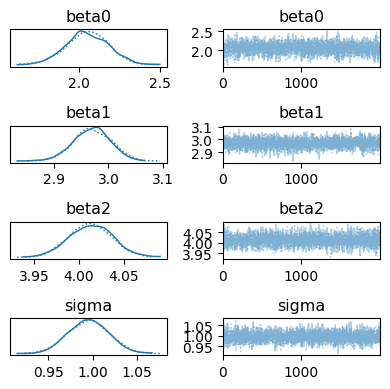 beta0 beta0
2.5
2.0
2.0 2.5 0 1000
beta1 beta1
3.1
3.0
2.9
2.9 3.0 3.1 0 1000
beta2 beta2
4.05
4.00
3.95
3.95 4.00 4.05 0 1000
sigma sigma
1.05
1.00
0.95
0.95 1.00 1.05 0 1000